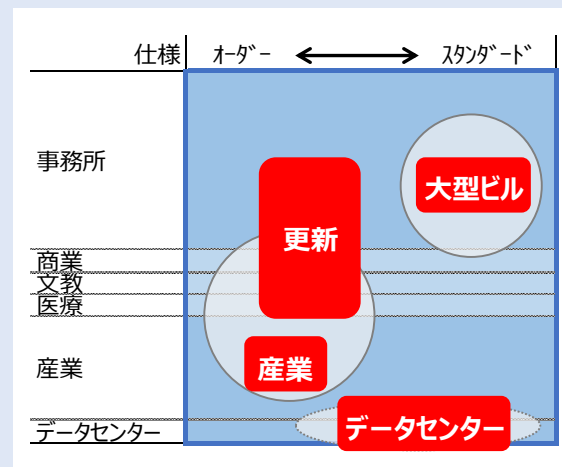 仕様 ｵｰﾀﾞｰ ｽﾀﾝﾀﾞｰﾄﾞ
事務所
大型ビル
更新
商業
文教
医療
産業 産業
データセンター データセンター